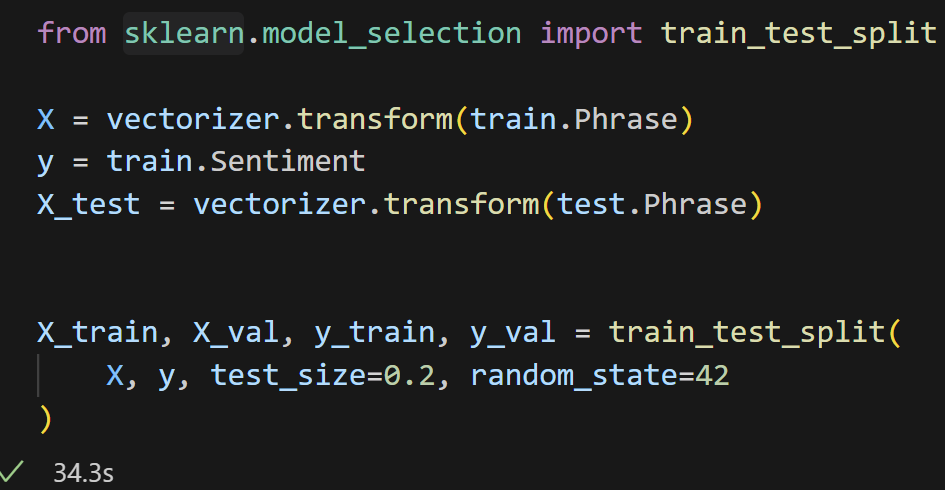 from sklearn.model_selection import train_test_split
X = vectorizer.transform(train.Phrase)
y = train.Sentiment
X_test = vectorizer.transform(test.Phrase)
X_train, X_val, y_train, y_val = train_test_split(
    X, y, test_size=0.2, random_state=42
)
34.3s